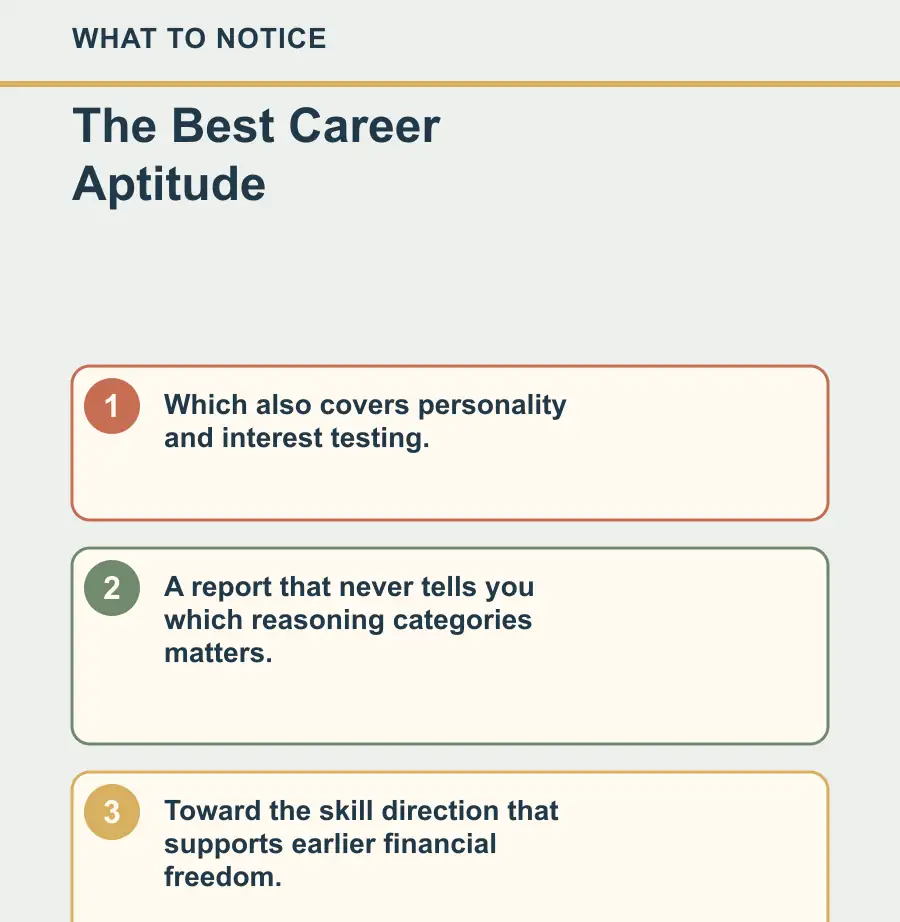 WHAT TO NOTICE
The Best Career
Aptitude
1
Which also covers personality
and interest testing.
2
A report that never tells you
which reasoning categories
matters.
3
Toward the skill direction that
supports earlier financial
freedom.